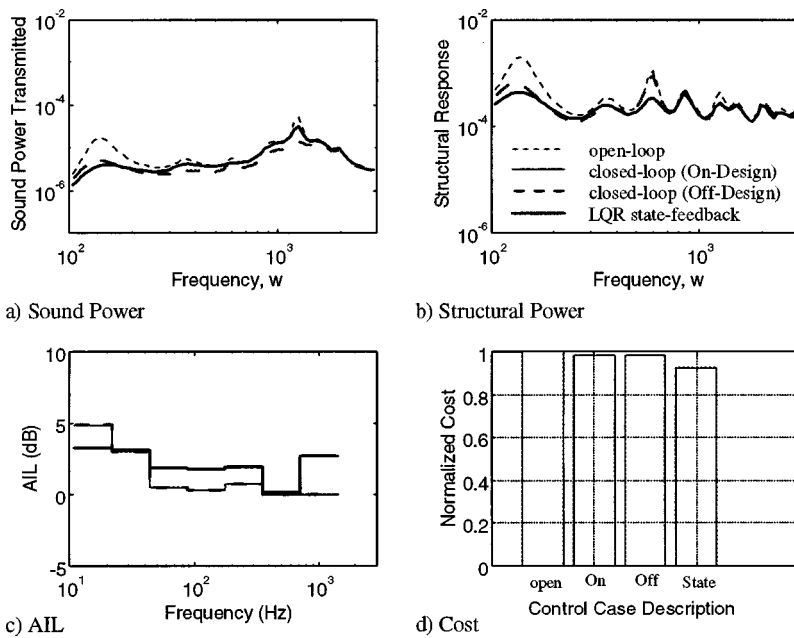 10^-2
10^-4
10^-6
Sound Power Transmitted
10^2
10^3
Frequency, w
a) Sound Power
10^-2
10^-4
10^-6
Structural Response
open-loop
closed-loop (On-Design)
closed-loop (Off-Design)
LQR state-feedback
10^2
10^3
Frequency, w
b) Structural Power
10
5
0
-5
AIL (dB)
10^1
10^2
10^3
Frequency (Hz)
c) AIL
1
0.8
0.6
0.4
0.2
0
Normalized Cost
open On Off State
Control Case Description
d) Cost